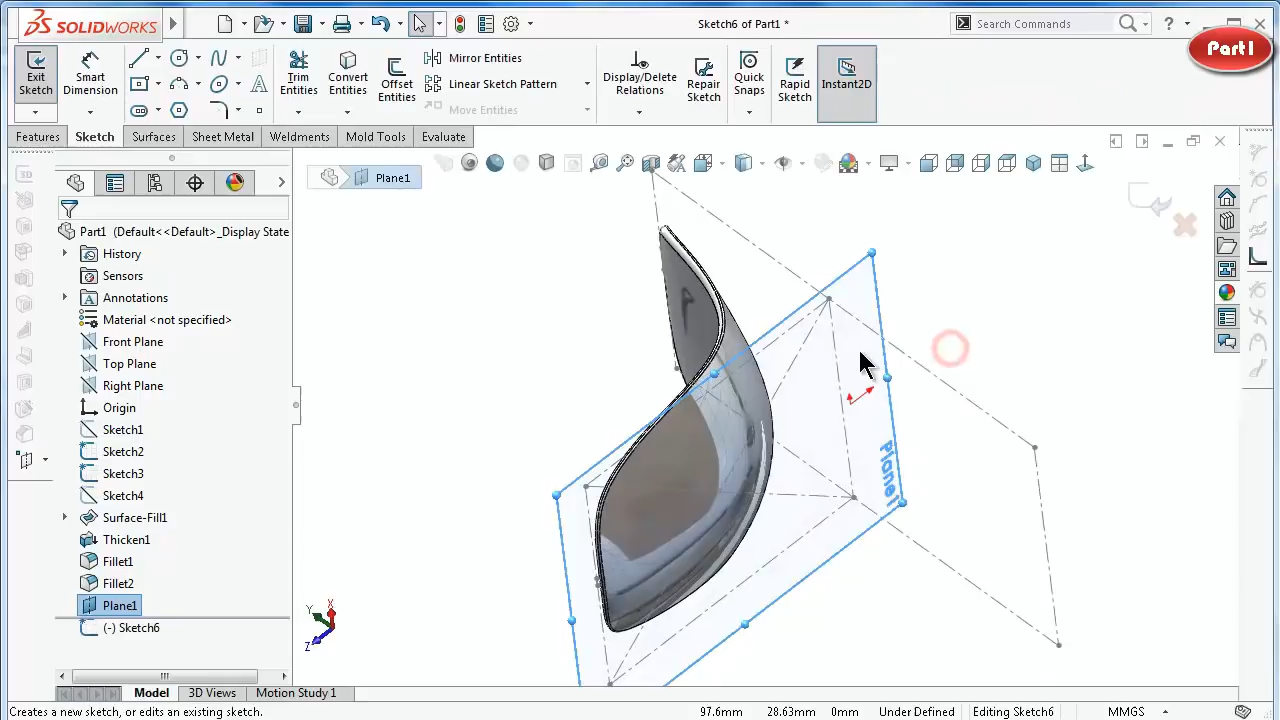 SOLIDWORKS
Sketch6 of Part1 *
Search Commands
?
Part1
Exit Sketch
Smart Dimension
Trim Entities
Convert Entities
Offset Entities
Mirror Entities
Linear Sketch Pattern
Move Entities
Display/Delete Relations
Repair Sketch
Quick Snaps
Rapid Sketch
Instant2D
Features
Sketch
Surfaces
Sheet Metal
Weldments
Mold Tools
Evaluate
Plane1
Part1 (Default<<Default>_Display State
History
Sensors
Annotations
Material <not specified>
Front Plane
Top Plane
Right Plane
Origin
Sketch1
Sketch2
Sketch3
Sketch4
Surface-Fill1
Thicken1
Fillet1
Fillet2
Plane1
(-) Sketch6
Plane1
Y
X
Z
Model
3D Views
Motion Study 1
Creates a new sketch, or edits an existing sketch.
97.6mm
28.63mm
0mm
Under Defined
Editing Sketch6
MMGS